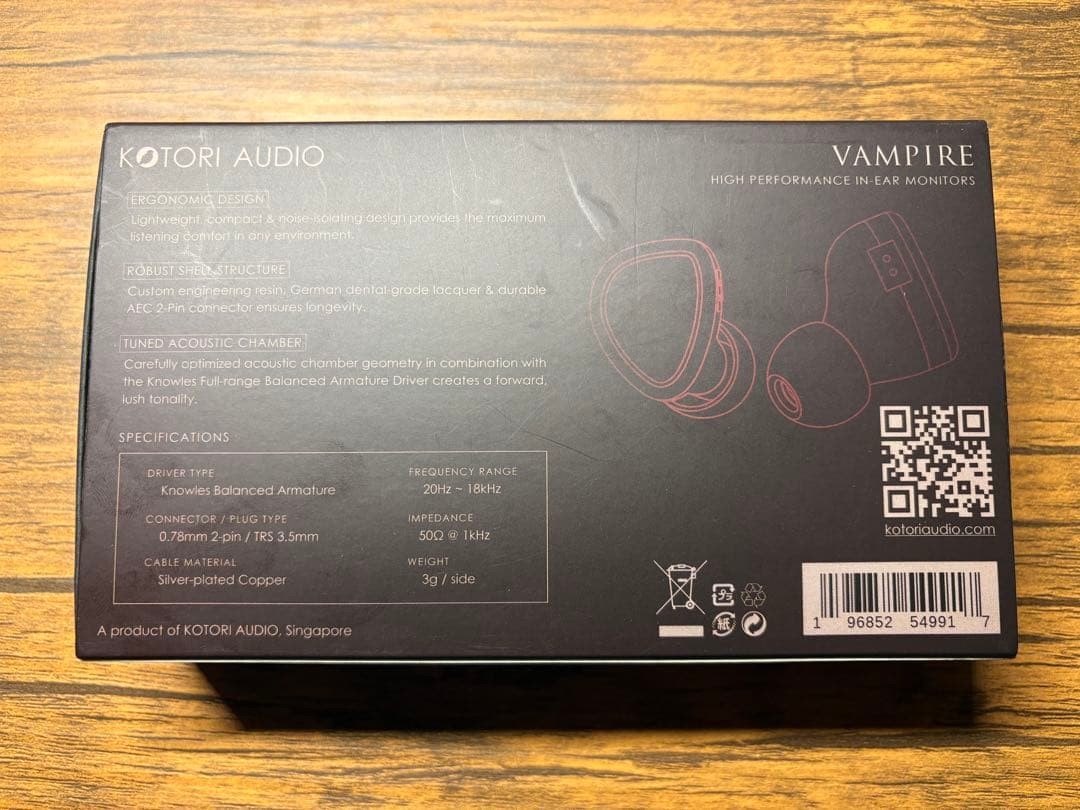 KOTORI AUDIO
VAMPIRE
HIGH PERFORMANCE IN-EAR MONITORS
ERGONOMIC DESIGN
Lightweight, compact & noise-isolating design provides the maximum
listening comfort in any environment.
ROBUST SHELL STRUCTURE
Custom engineering resin, German dental-grade lacquer & durable
AEC 2-Pin connector ensures longevity.
TUNED ACOUSTIC CHAMBER
Carefully optimized acoustic chamber geometry in combination with
the Knowles Full-range Balanced Armature Driver creates a forward,
lush tonality.
SPECIFICATIONS
DRIVER TYPE
Knowles Balanced Armature
FREQUENCY RANGE
20Hz ~ 18kHz
CONNECTOR / PLUG TYPE
0.78mm 2-pin / TRS 3.5mm
IMPEDANCE
50Ω @ 1kHz
CABLE MATERIAL
Silver-plated Copper
WEIGHT
3g / side
A product of KOTORI AUDIO, Singapore
kotoriaudio.com
プラ
紙
1 96852 54991 7